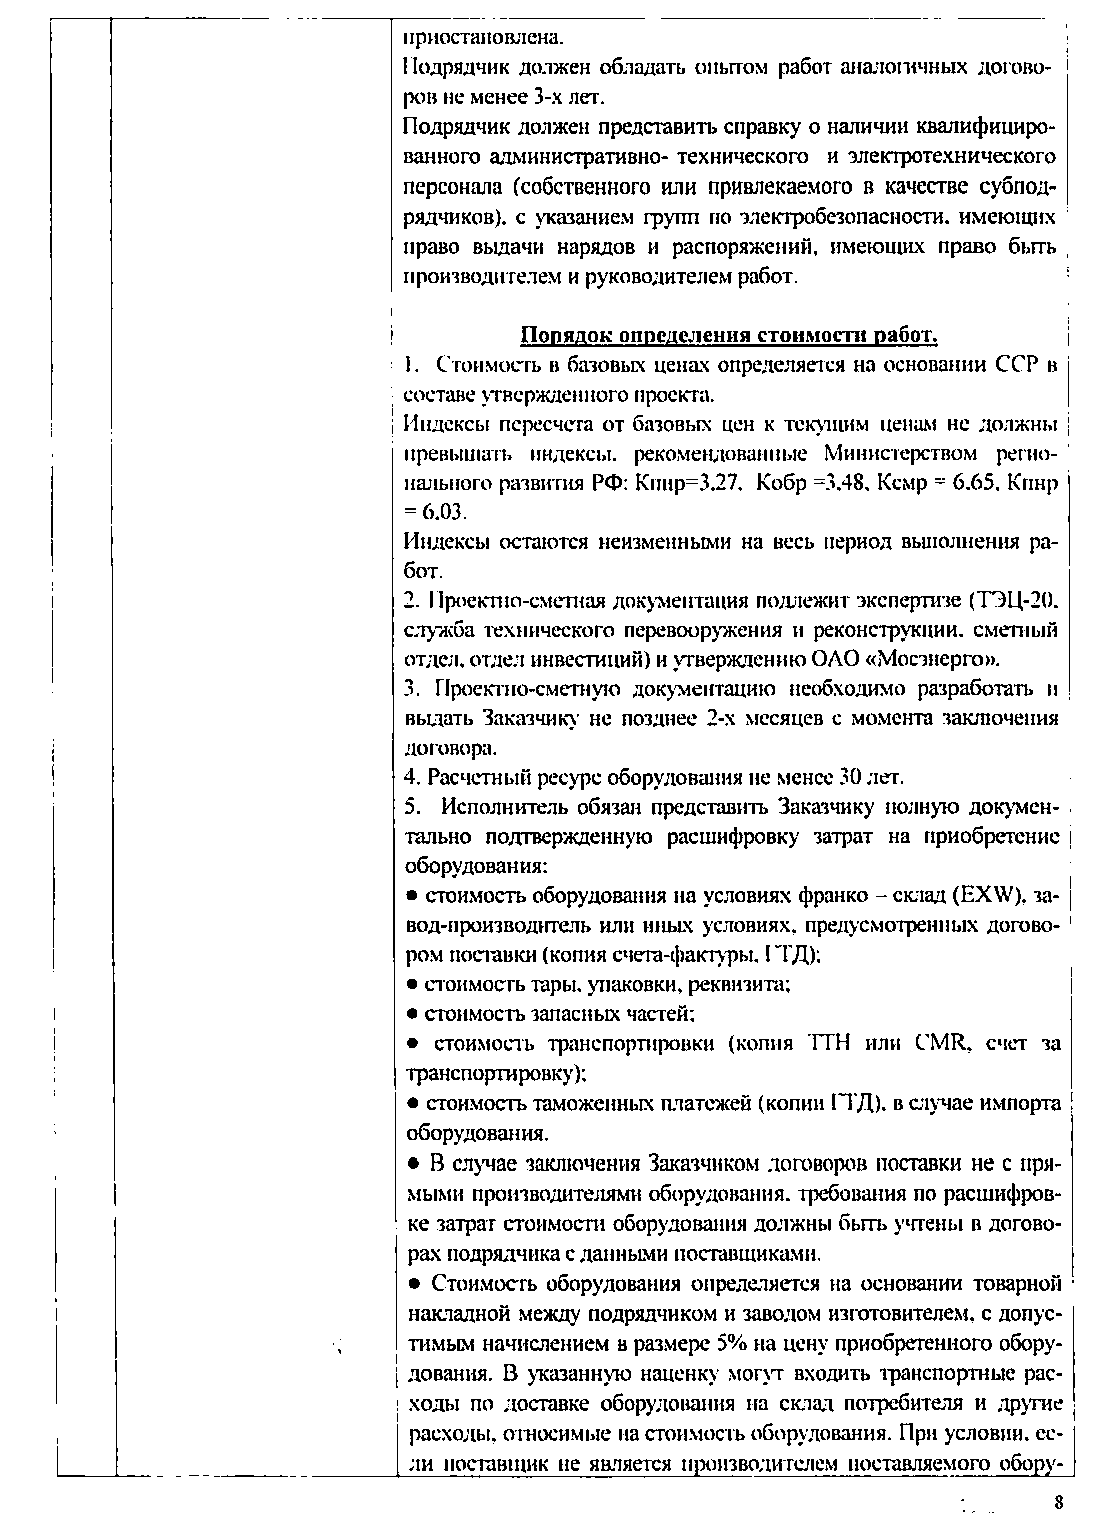 приостановлена.
Подрядчик должен обладать опытом работ аналогичных догово-
ров не менее 3-х лет.
Подрядчик должен представить справку о наличии квалифициро-
ванного административно- технического и электротехнического
персонала (собственного или привлекаемого в качестве субпод-
рядчиков), с указанием групп по электробезопасности, имеющих
право выдачи нарядов и распоряжений, имеющих право быть
производителем и руководителем работ.
Порядок определения стоимости работ.
1. Стоимость в базовых ценах определяется на основании ССР в
составе утвержденного проекта.
Индексы пересчета от базовых цен к текущим ценам не должны
превышать индексы, рекомендованные Министерством регио-
нального развития РФ: Кпир=3,27, Кобр =3,48, Ксмр = 6,65, Кпнр
= 6,03.
Индексы остаются неизменными на весь период выполнения ра-
бот.
2. Проектно-сметная документация подлежит экспертизе (ТЭЦ-20,
служба технического перевооружения и реконструкции, сметный
отдел, отдел инвестиций) и утверждению ОАО «Мосэнерго».
3. Проектно-сметную документацию необходимо разработать и
выдать Заказчику не позднее 2-х месяцев с момента заключения
договора.
4. Расчетный ресурс оборудования не менее 30 лет.
5. Исполнитель обязан представить Заказчику полную докумен-
тально подтвержденную расшифровку затрат на приобретение
оборудования:
• стоимость оборудования на условиях франко – склад (EXW), за-
вод-производитель или иных условиях, предусмотренных догово-
ром поставки (копия счета-фактуры, ГТД);
• стоимость тары, упаковки, реквизита;
• стоимость запасных частей;
• стоимость транспортировки (копия ТТН или CMR, счет за
транспортировку);
• стоимость таможенных платежей (копии ГТД), в случае импорта
оборудования.
• В случае заключения Заказчиком договоров поставки не с пря-
мыми производителями оборудования, требования по расшифров-
ке затрат стоимости оборудования должны быть учтены в догово-
рах подрядчика с данными поставщиками.
• Стоимость оборудования определяется на основании товарной
накладной между подрядчиком и заводом изготовителем, с допус-
тимым начислением в размере 5% на цену приобретенного обору-
дования. В указанную наценку могут входить транспортные рас-
ходы по доставке оборудования на склад потребителя и другие
расходы, относимые на стоимость оборудования. При условии, ес-
ли поставщик не является производителем поставляемого обору-
8